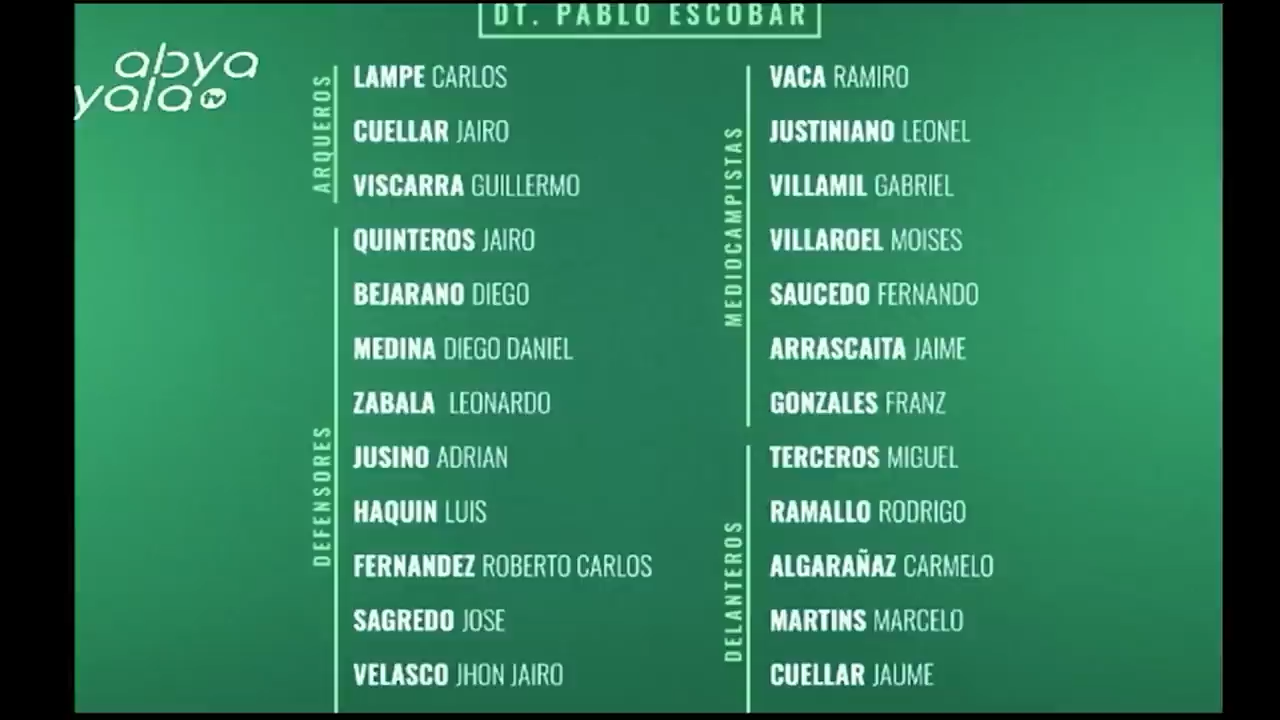 DT. PABLO ESCOBAR
abya
yala tv
ARQUEROS
LAMPE CARLOS
CUELLAR JAIRO
VISCARRA GUILLERMO
DEFENSORES
QUINTEROS JAIRO
BEJARANO DIEGO
MEDINA DIEGO DANIEL
ZABALA LEONARDO
JUSINO ADRIAN
HAQUIN LUIS
FERNANDEZ ROBERTO CARLOS
SAGREDO JOSE
VELASCO JHON JAIRO
MEDIOCAMPISTAS
VACA RAMIRO
JUSTINIANO LEONEL
VILLAMIL GABRIEL
VILLAROEL MOISES
SAUCEDO FERNANDO
ARRASCAITA JAIME
GONZALES FRANZ
DELANTEROS
TERCEROS MIGUEL
RAMALLO RODRIGO
ALGARAÑAZ CARMELO
MARTINS MARCELO
CUELLAR JAUME